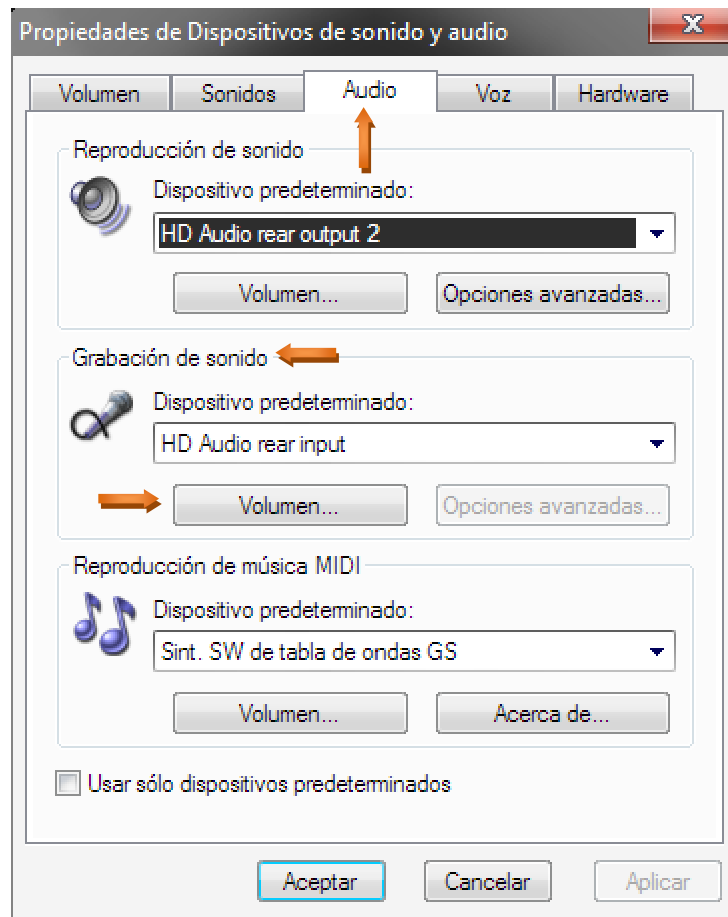 Propiedades de Dispositivos de sonido y audio
Volumen Sonidos Audio Voz Hardware
Reproducción de sonido
Dispositivo predeterminado:
HD Audio rear output 2
Volumen... Opciones avanzadas...
Grabación de sonido
Dispositivo predeterminado:
HD Audio rear input
Volumen... Opciones avanzadas...
Reproducción de música MIDI
Dispositivo predeterminado:
Sint. SW de tabla de ondas GS
Volumen... Acerca de...
Usar sólo dispositivos predeterminados
Aceptar Cancelar Aplicar